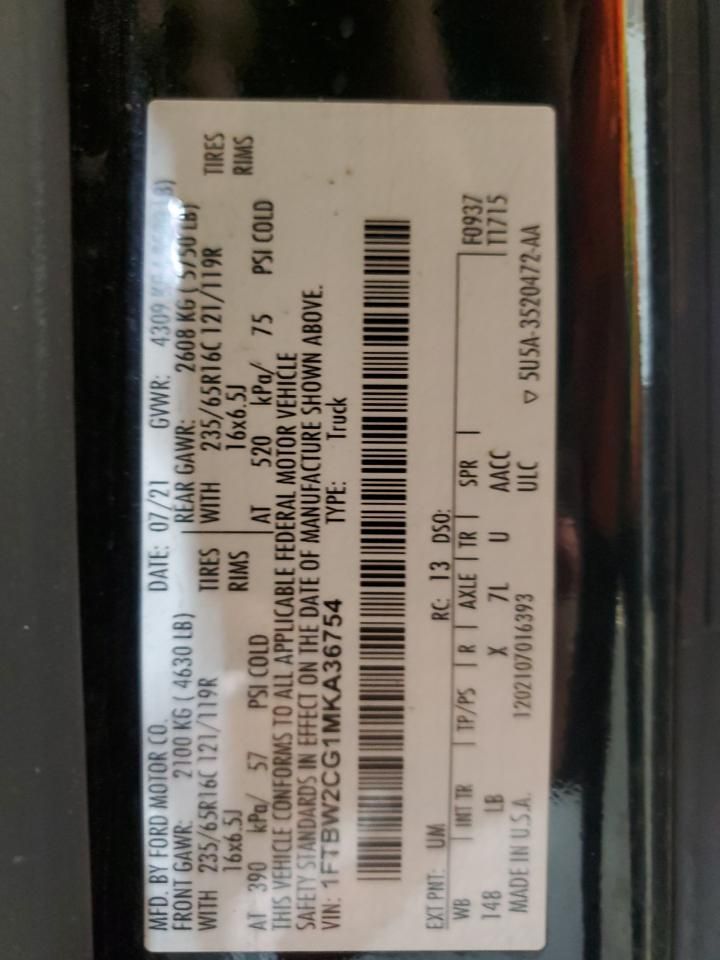 MFD. BY FORD MOTOR CO. DATE: 07/21 GVWR: 4309 KG
FRONT GAWR: 2100 KG ( 4630 LB) REAR GAWR: 2608 KG ( 5750 LB)
WITH 235/65R16C 121/119R TIRES WITH 235/65R16C 121/119R TIRES
16x6.5J RIMS 16x6.5J RIMS
AT 390 kPa/ 57 PSI COLD AT 520 kPa/ 75 PSI COLD
THIS VEHICLE CONFORMS TO ALL APPLICABLE FEDERAL MOTOR VEHICLE
SAFETY STANDARDS IN EFFECT ON THE DATE OF MANUFACTURE SHOWN ABOVE.
VIN: 1FTBW2CG1MKA36754 TYPE: Truck
EXT PNT: UM RC: 13 DSO:
WB INT TR TP/PS R AXLE TR SPR F0937
148 LB X 7L U AACC T1715
MADE IN U.S.A. 1202107016393 ULC ▽ 5U5A-3520472-AA